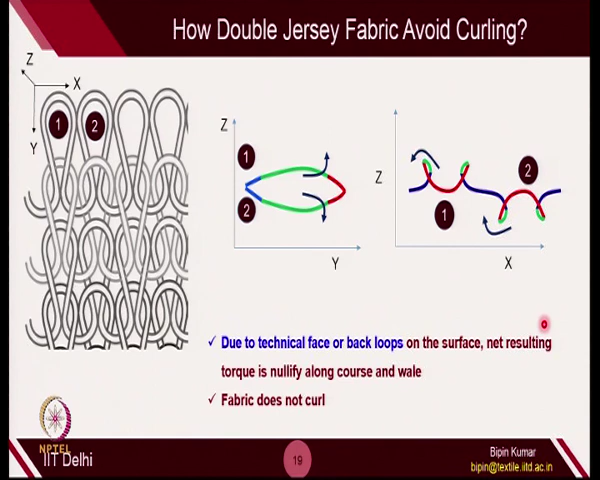 How Double Jersey Fabric Avoid Curling?
Z
X
Y
1
2
Z
1
2
Y
Z
2
1
X
✓ Due to technical face or back loops on the surface, net resulting
torque is nullify along course and wale
✓ Fabric does not curl
NPTEL
IIT Delhi
19
Bipin Kumar
bipin@textile.iitd.ac.in